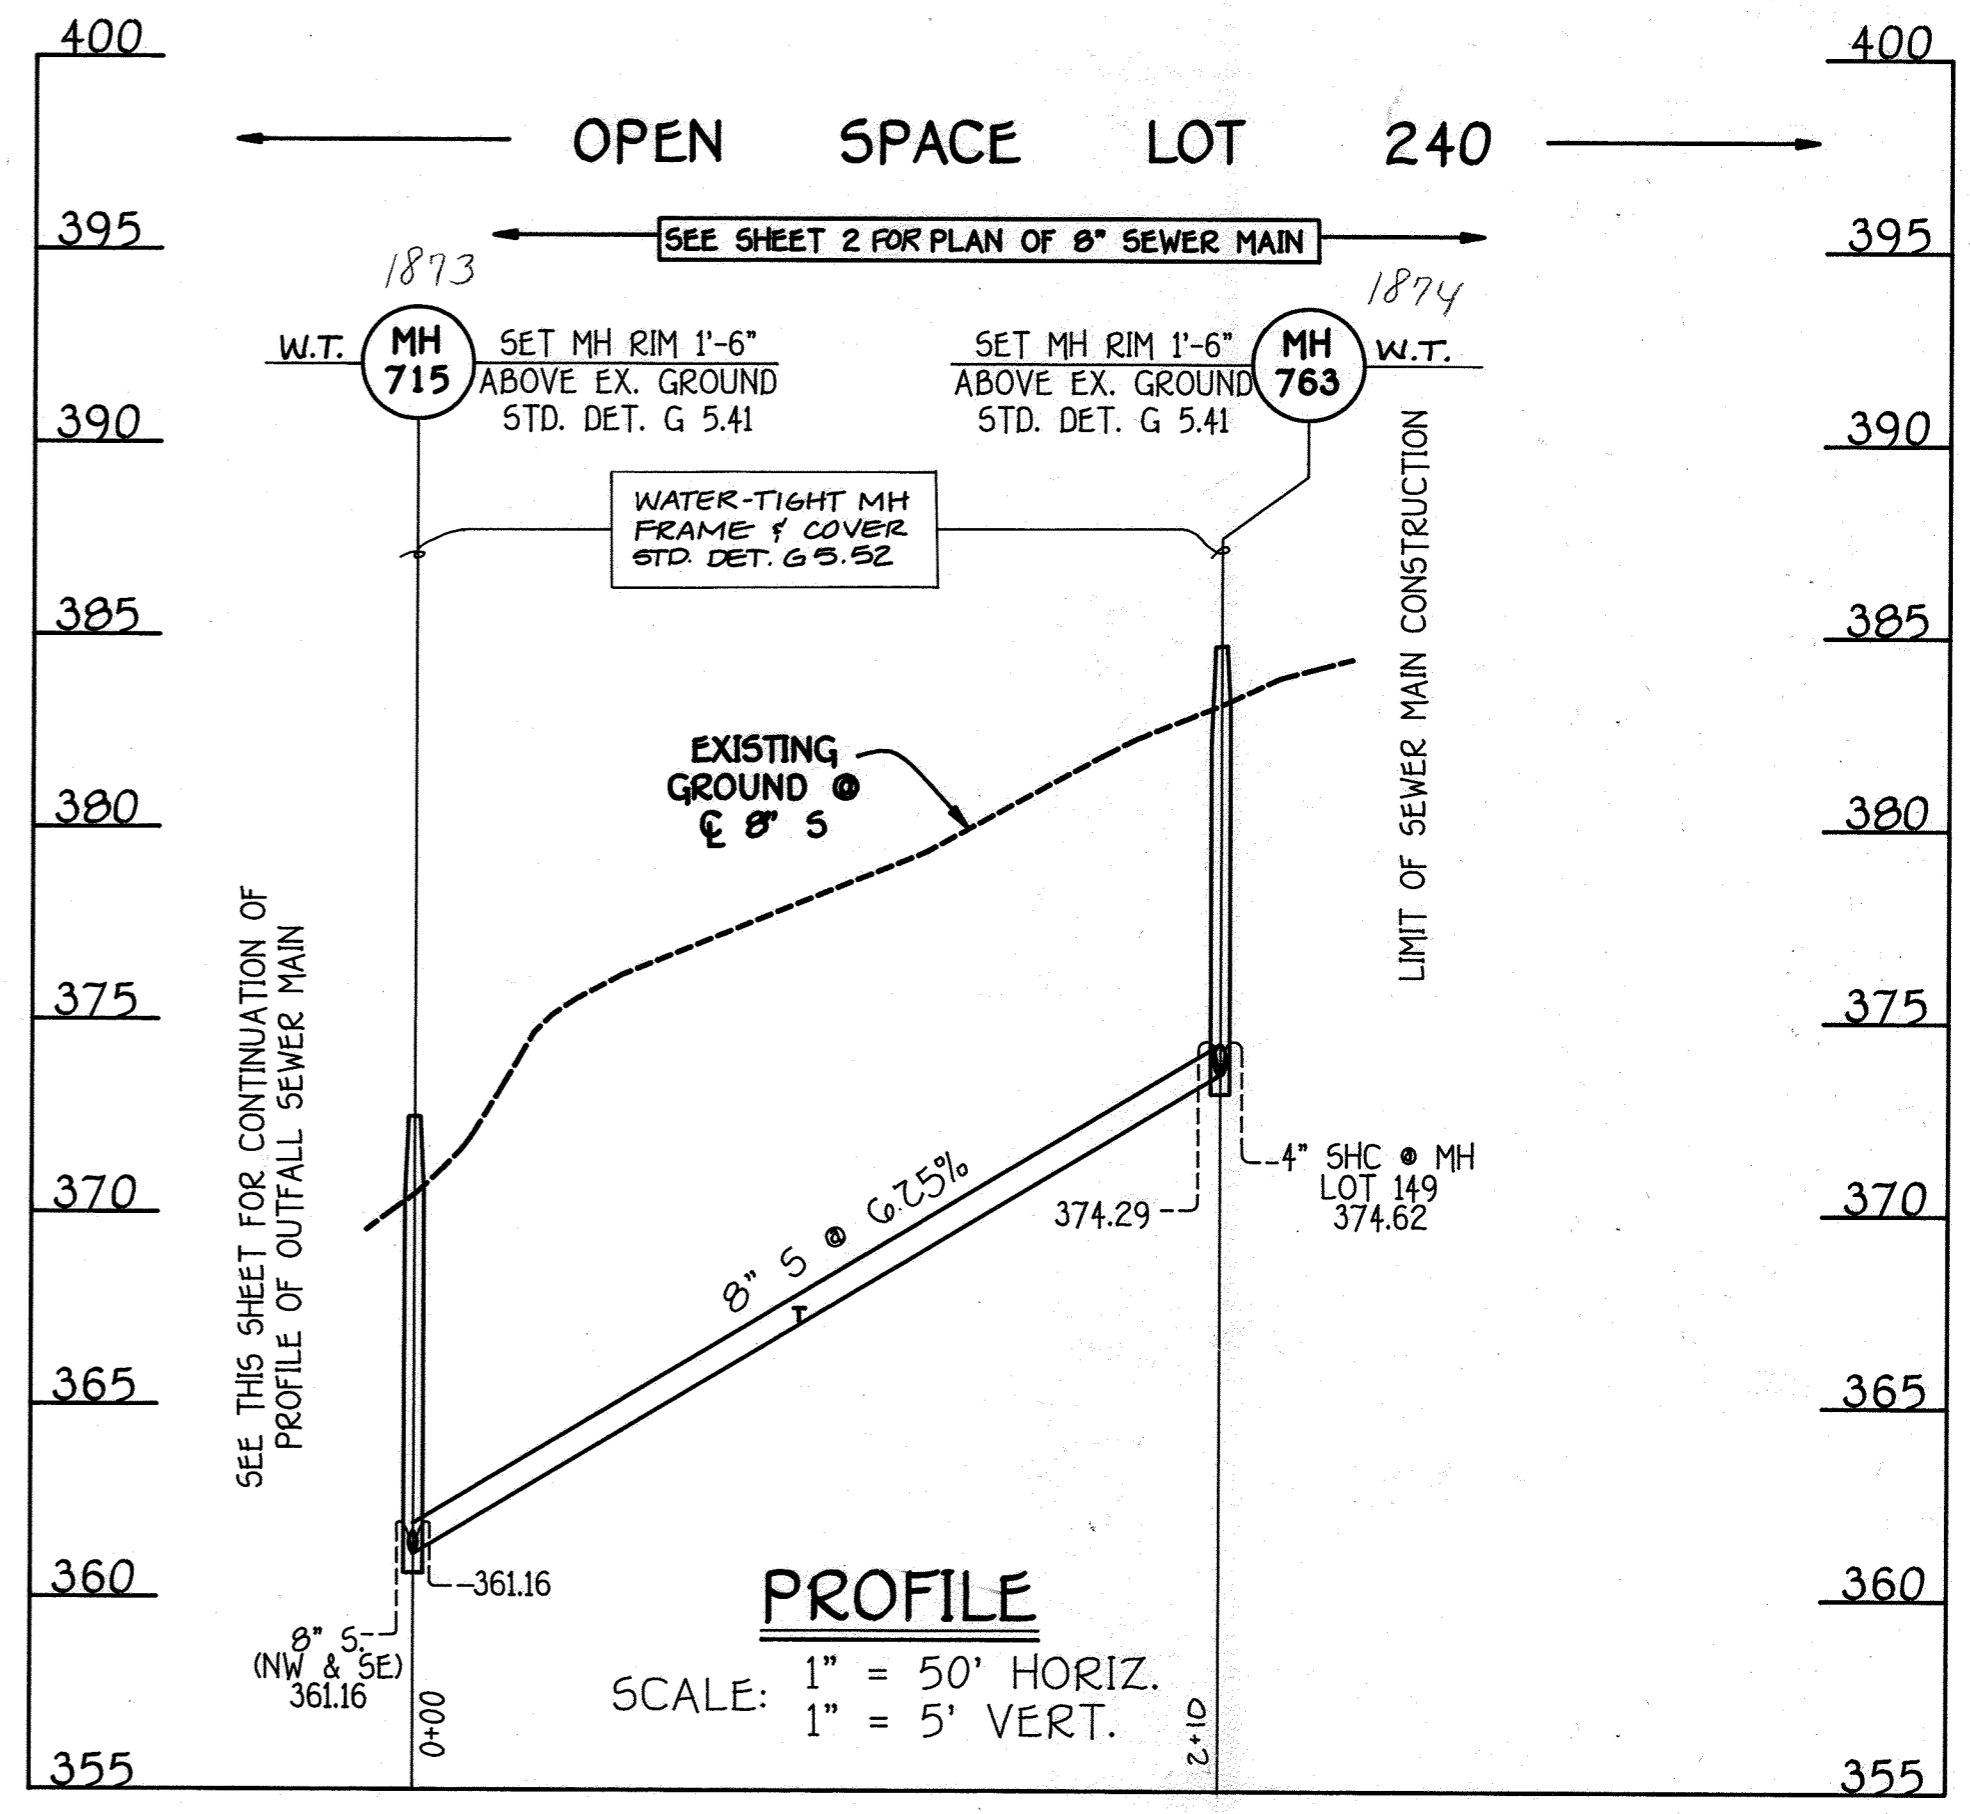 400
400
OPEN SPACE LOT 240
395
SEE SHEET 2 FOR PLAN OF 8" SEWER MAIN
395
1873
1874
W.T.
MH
715
SET MH RIM 1'-6"
ABOVE EX. GROUND
STD. DET. G 5.41
SET MH RIM 1'-6"
ABOVE EX. GROUND
STD. DET. G 5.41
MH
763
W.T.
390
390
WATER-TIGHT MH
FRAME & COVER
STD. DET. G 5.52
LIMIT OF SEWER MAIN CONSTRUCTION
385
385
EXISTING
GROUND @
℄ 8" S
380
380
SEE THIS SHEET FOR CONTINUATION OF
PROFILE OF OUTFALL SEWER MAIN
375
375
8" S @ 6.25%
T
374.29
4" SHC @ MH
LOT 149
374.62
370
370
365
365
360
360
361.16
8" S.
(NW & SE)
361.16
0+00
PROFILE
SCALE: 1" = 50' HORIZ.
1" = 5' VERT.
2+10
355
355